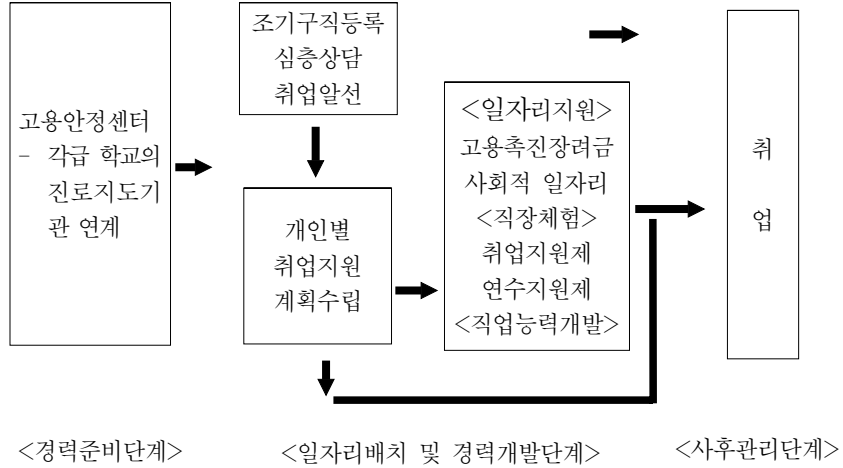 고용안정센터
- 각급 학교의
진로지도기
관 연계
조기구직등록
심층상담
취업알선
개인별
취업지원
계획수립
<일자리지원>
고용촉진장려금
사회적 일자리
<직장체험>
취업지원제
연수지원제
<직업능력개발>
취
업
<경력준비단계>
<일자리배치 및 경력개발단계>
<사후관리단계>